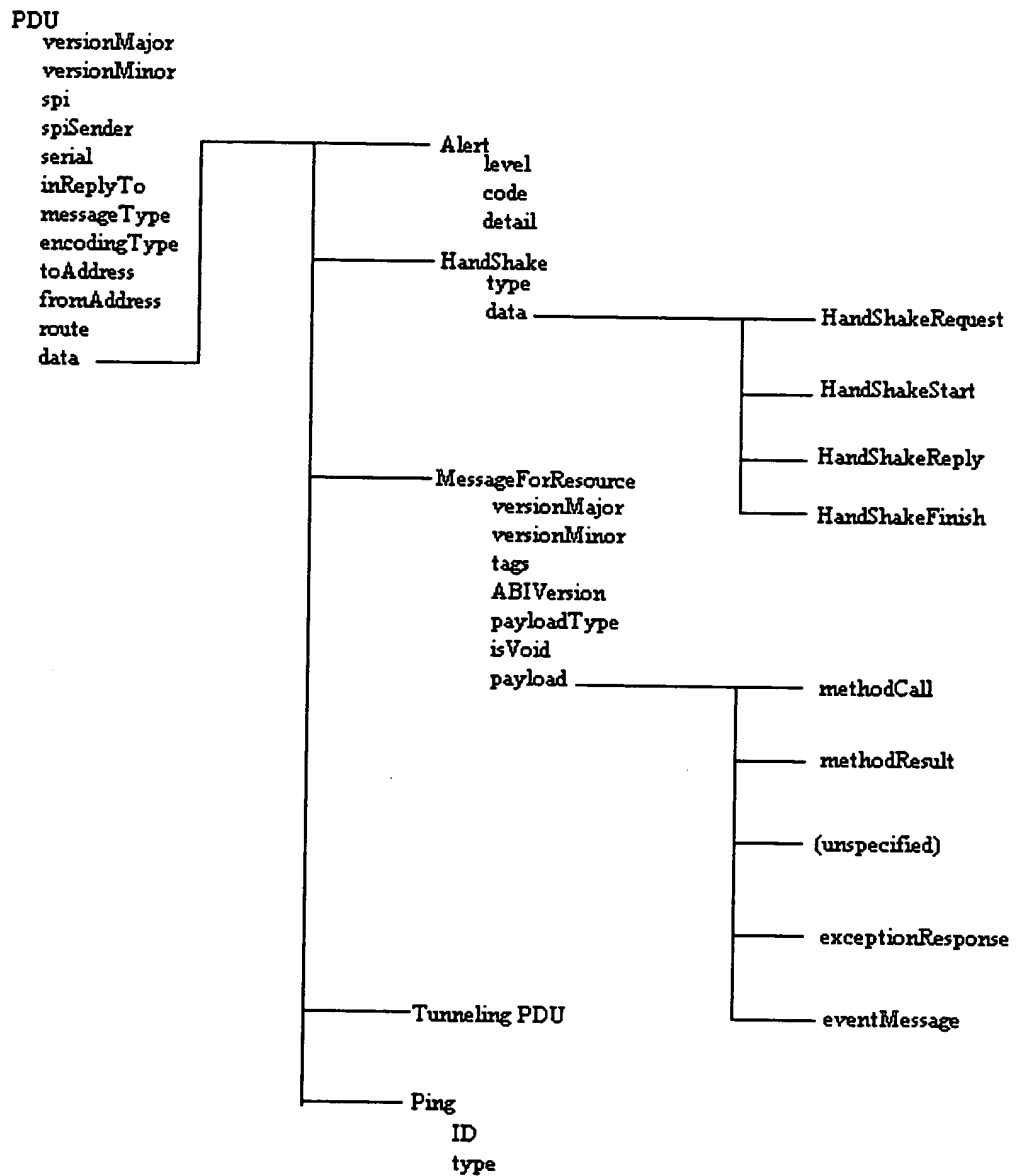 PDU
versionMajor
versionMinor
spi
spiSender
serial
inReplyTo
messageType
encodingType
toAddress
fromAddress
route
data
Alert
level
code
detail
HandShake
type
data
HandShakeRequest
HandShakeStart
HandShakeReply
HandShakeFinish
MessageForResource
versionMajor
versionMinor
tags
ABIVersion
payloadType
isVoid
payload
methodCall
methodResult
(unspecified)
exceptionResponse
eventMessage
Tunneling PDU
Ping
ID
type